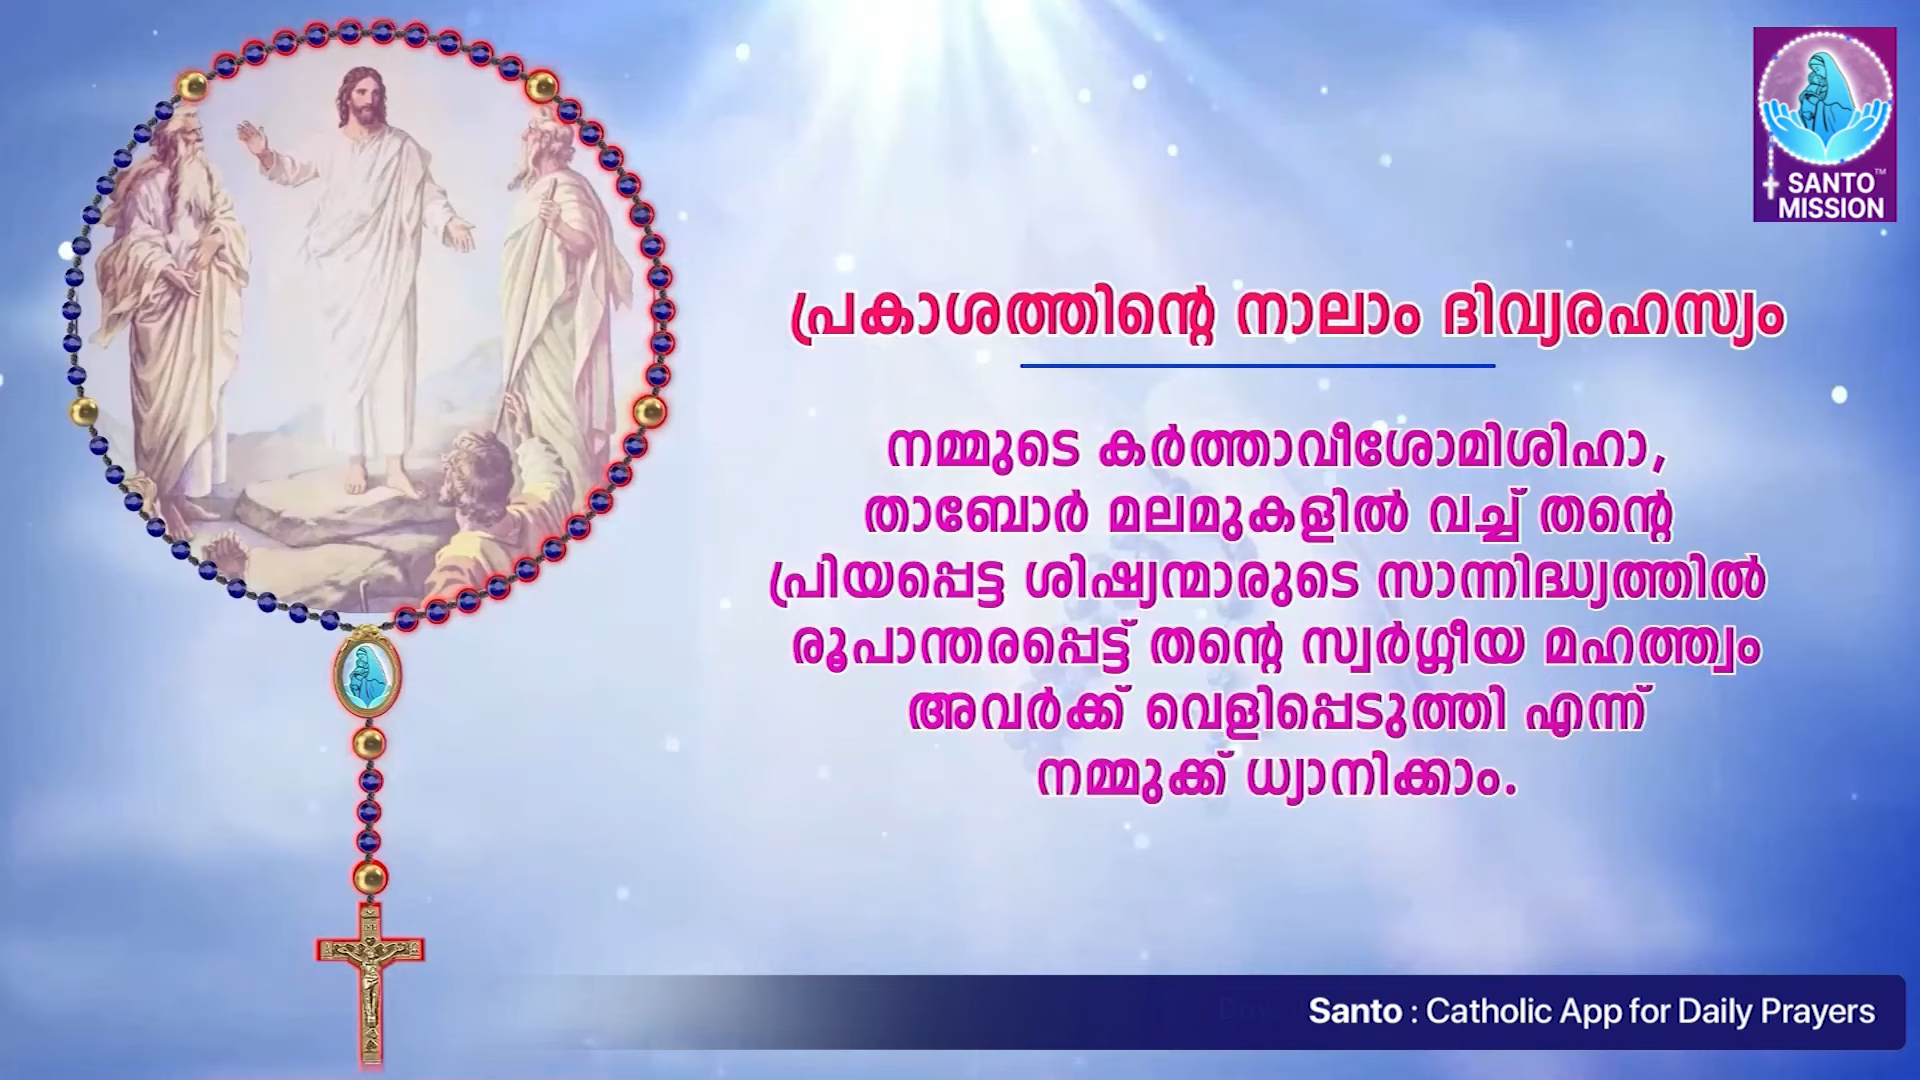 SANTO™
MISSION
പ്രകാശത്തിന്റെ നാലാം ദിവ്യരഹസ്യം
നമ്മുടെ കർത്താവീശോമിശിഹാ,
താബോർ മലമുകളിൽ വച്ച് തന്റെ
പ്രിയപ്പെട്ട ശിഷ്യന്മാരുടെ സാന്നിദ്ധ്യത്തിൽ
രൂപാന്തരപ്പെട്ട് തന്റെ സ്വർഗ്ഗീയ മഹത്ത്വം
അവർക്ക് വെളിപ്പെടുത്തി എന്ന്
നമ്മുക്ക് ധ്യാനിക്കാം.
Santo : Catholic App for Daily Prayers